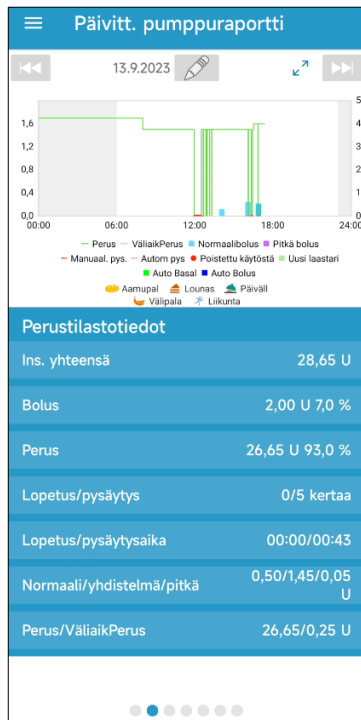 Päivitt. pumppuraportti
13.9.2023
5
1,6 4
1,2 3
0,8 2
0,4 1
0,0 0
00:00 06:00 12:00 18:00 24:00
Perus VäliaikPerus Normaalibolus Pitkä bolus
Manuaal. pys. Autom pys Poistettu käytöstä Uusi laastari
Auto Basal Auto Bolus
Aamupal Lounas Päiväll
Välipala Liikunta
Perustilastotiedot
Ins. yhteensä 28,65 U
Bolus 2,00 U 7,0 %
Perus 26,65 U 93,0 %
Lopetus/pysäytys 0/5 kertaa
Lopetus/pysäytysaika 00:00/00:43
Normaali/yhdistelmä/pitkä 0,50/1,45/0,05
U
Perus/VäliaikPerus 26,65/0,25 U